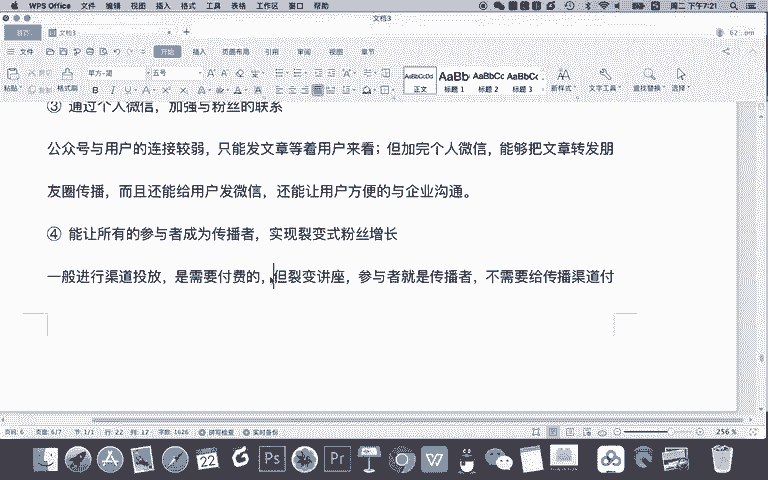 WPS Office 文件 编辑 视图 插入 格式 工具 表格 工作区 窗口 帮助
周二 下午7:21
文档3
首页 文档3
文件 开始 插入 页面布局 引用 审阅 视图 章节
五号
AaBbCcDd AaBb AaBbCc AaBbC
粘贴 格式刷 B I U A 正文 标题 1 标题 2 标题 3 新样式 文字工具 查找替换 选择
③ 通过个人微信，加强与粉丝的联系
公众号与用户的连接较弱，只能发文章等着用户来看；但加完个人微信，能够把文章转发朋
友圈传播，而且还能给用户发微信，还能让用户方便的与企业沟通。
④ 能让所有的参与者成为传播者，实现裂变式粉丝增长
一般进行渠道投放，是需要付费的，但裂变讲座，参与者就是传播者，不需要给传播渠道付
页码: 6 页面: 6/7 节: 1/1 行: 22 列: 17 字数: 1626 拼写检查 实时备份 256 %
22 Ps Pr W